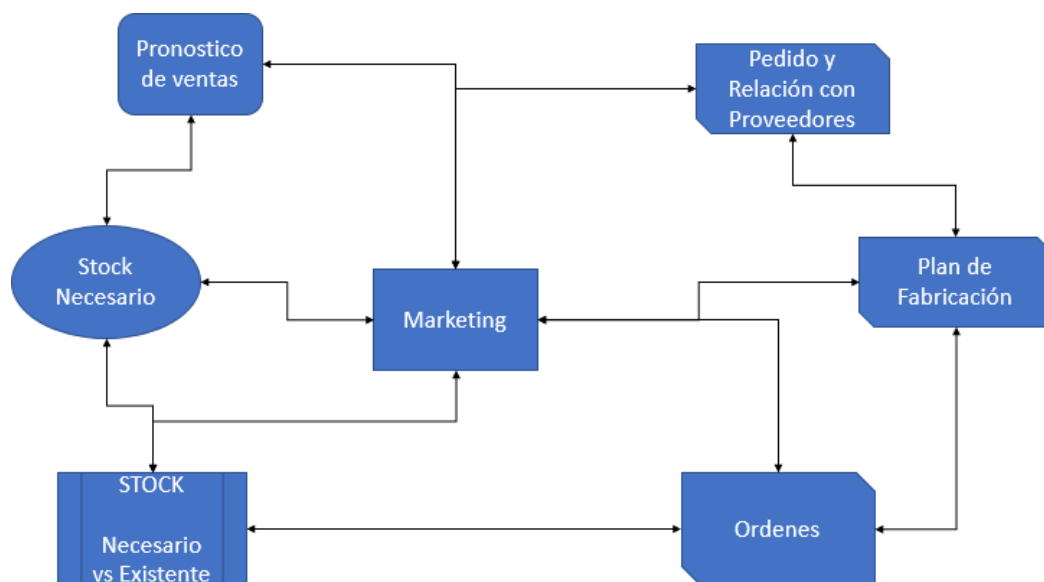 Pronostico
de ventas
Pedido y
Relación con
Proveedores
Stock
Necesario
Marketing
Plan de
Fabricación
STOCK
Necesario
vs Existente
Ordenes